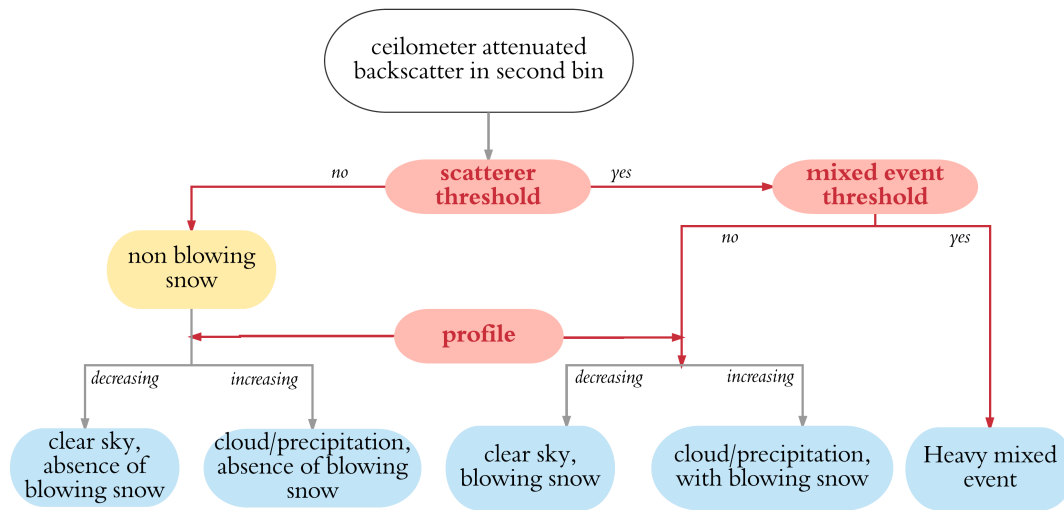 ceilometer attenuated
backscatter in second bin
no
scatterer
threshold
yes
mixed event
threshold
no
yes
non blowing
snow
profile
decreasing
increasing
decreasing
increasing
clear sky,
absence of
blowing snow
cloud/precipitation,
absence of blowing
snow
clear sky,
blowing snow
cloud/precipitation,
with blowing snow
Heavy mixed
event